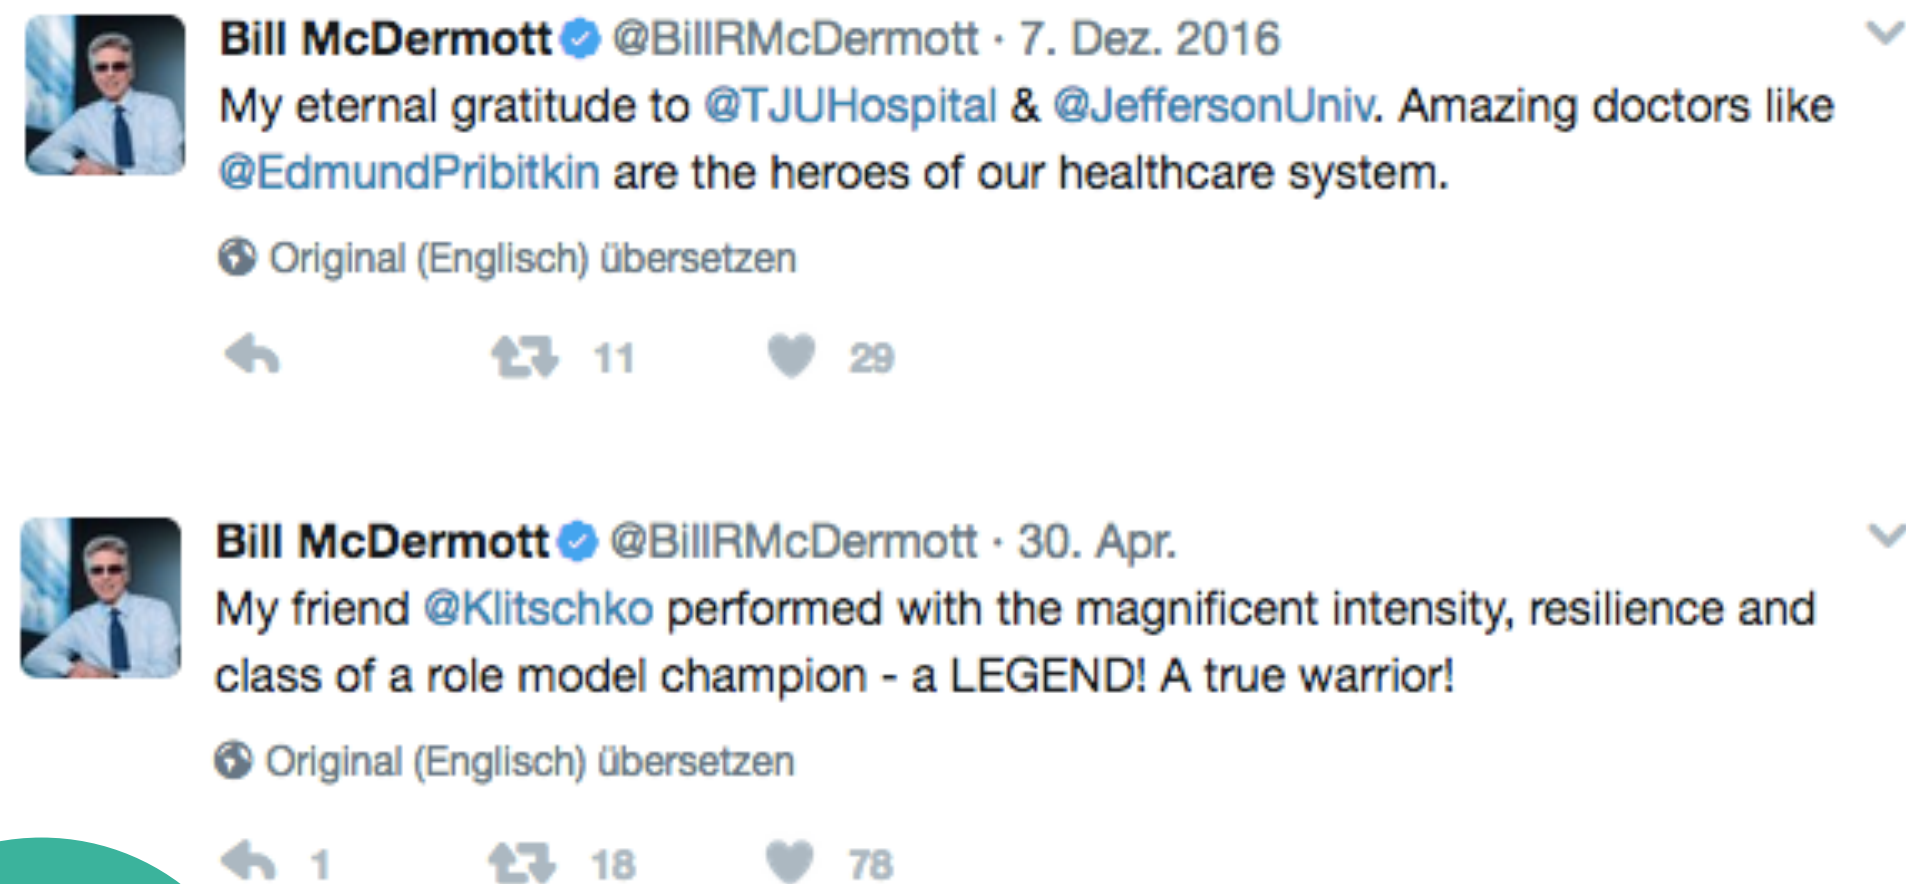 Bill McDermott @BillRMcDermott · 7. Dez. 2016
My eternal gratitude to @TJUHospital & @JeffersonUniv. Amazing doctors like
@EdmundPribitkin are the heroes of our healthcare system.
Original (Englisch) übersetzen
11 29
Bill McDermott @BillRMcDermott · 30. Apr.
My friend @Klitschko performed with the magnificent intensity, resilience and
class of a role model champion - a LEGEND! A true warrior!
Original (Englisch) übersetzen
1 18 78